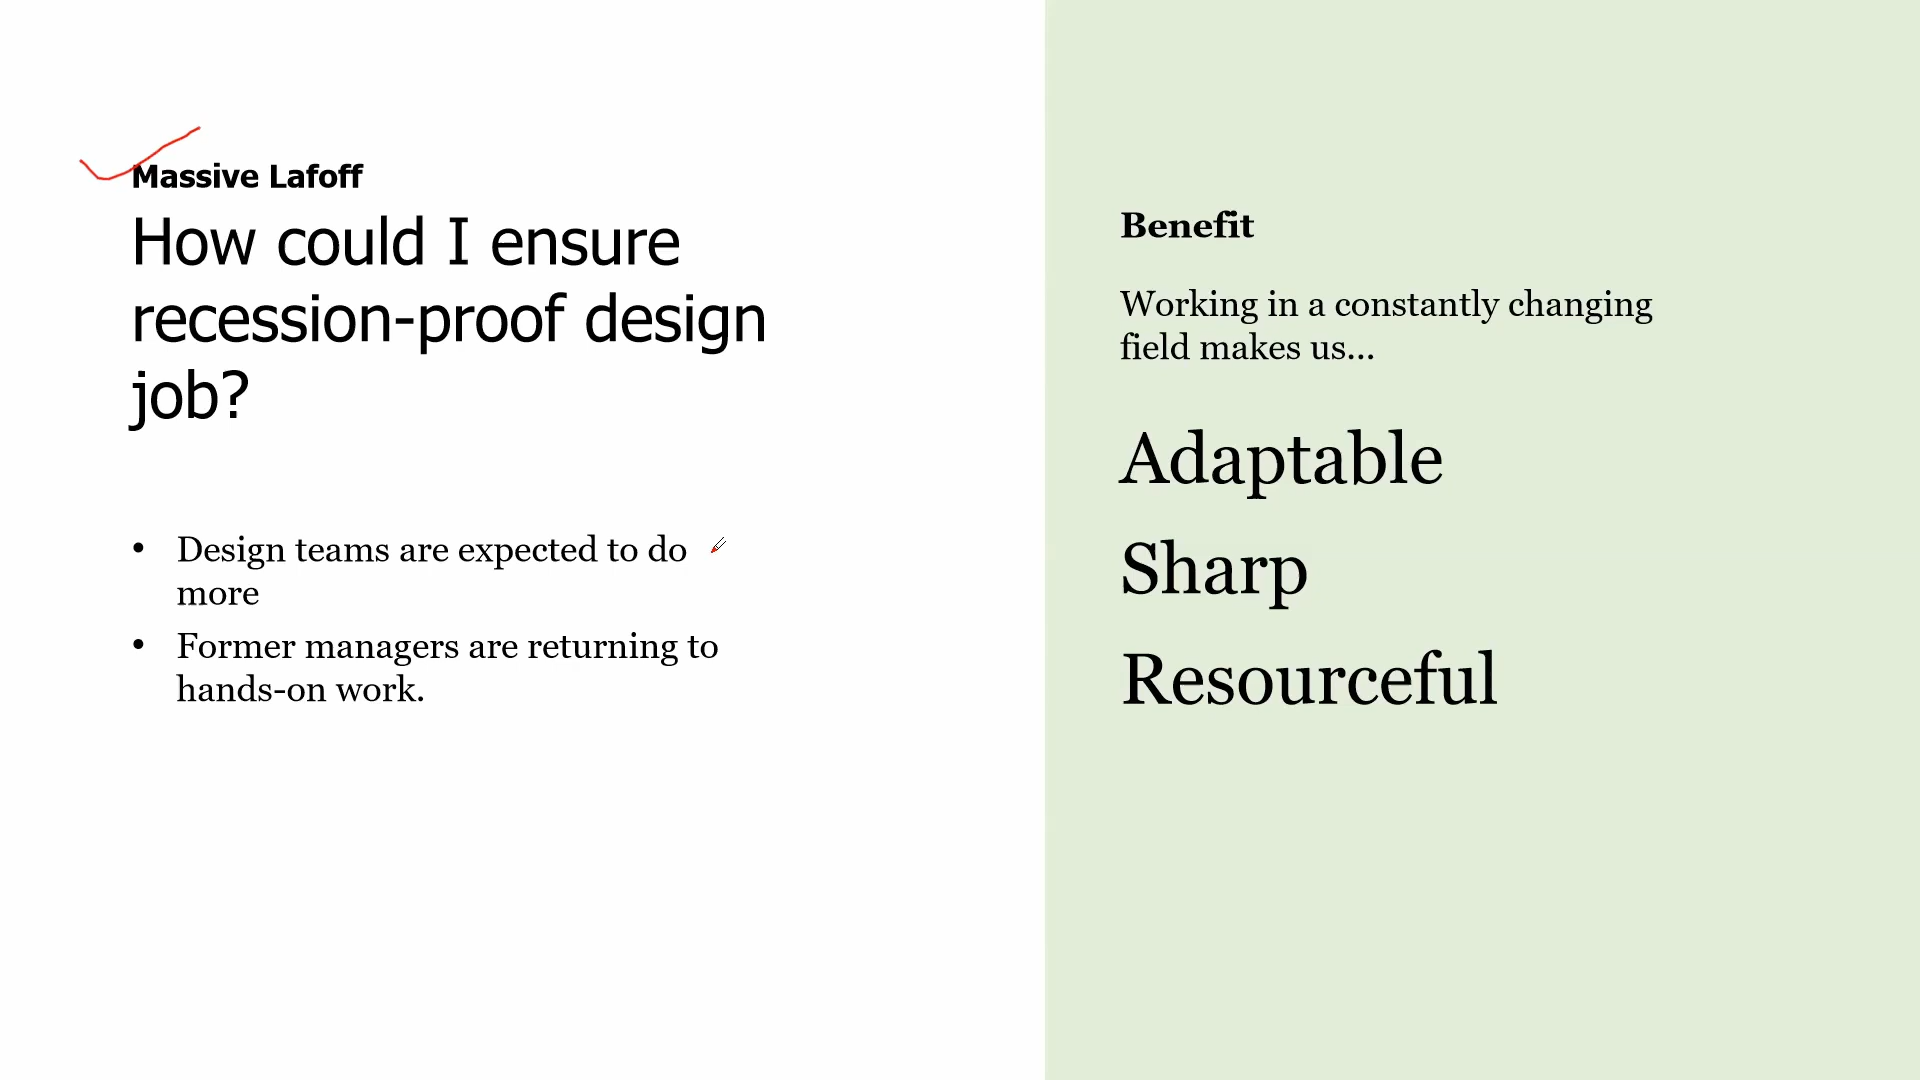 Massive Lafoff
How could I ensure
recession-proof design
job?
• Design teams are expected to do
more
• Former managers are returning to
hands-on work.
Benefit
Working in a constantly changing
field makes us...
Adaptable
Sharp
Resourceful